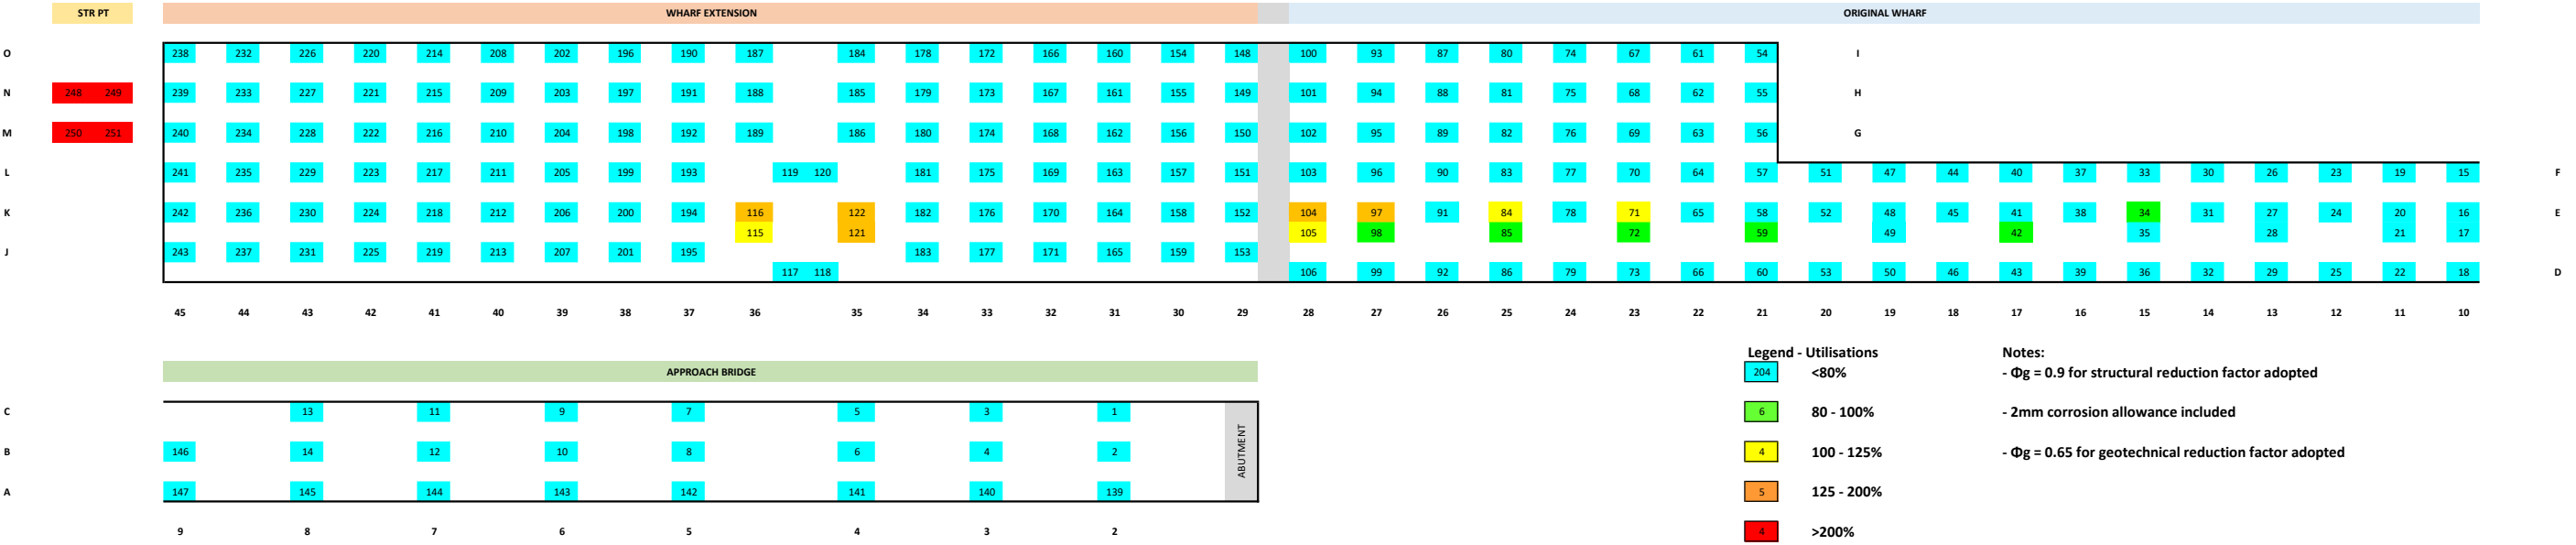 STR PT WHARF EXTENSION ORIGINAL WHARF
O 238 232 226 220 214 208 202 196 190 187 184 178 172 166 160 154 148 100 93 87 80 74 67 61 54 I
N 248 249 239 233 227 221 215 209 203 197 191 188 185 179 173 167 161 155 149 101 94 88 81 75 68 62 55 H
M 250 251 240 234 228 222 216 210 204 198 192 189 186 180 174 168 162 156 150 102 95 89 82 76 69 63 56 G
L 241 235 229 223 217 211 205 199 193 119 120 181 175 169 163 157 151 103 96 90 83 77 70 64 57 51 47 44 40 37 33 30 26 23 19 15 F
K 242 236 230 224 218 212 206 200 194 116 122 182 176 170 164 158 152 104 97 91 84 78 71 65 58 52 48 45 41 38 34 31 27 24 20 16 E
115 121 105 98 85 72 59 49 42 35 28 21 17
J 243 237 231 225 219 213 207 201 195 183 177 171 165 159 153
117 118 106 99 92 86 79 73 66 60 53 50 46 43 39 36 32 29 25 22 18 D
45 44 43 42 41 40 39 38 37 36 35 34 33 32 31 30 29 28 27 26 25 24 23 22 21 20 19 18 17 16 15 14 13 12 11 10
Legend - Utilisations Notes:
APPROACH BRIDGE 204 <80% - Φg = 0.9 for structural reduction factor adopted
C 13 11 9 7 5 3 1 6 80 - 100% - 2mm corrosion allowance included
ABUTMENT
B 146 14 12 10 8 6 4 2 4 100 - 125% - Φg = 0.65 for geotechnical reduction factor adopted
A 147 145 144 143 142 141 140 139 5 125 - 200%
9 8 7 6 5 4 3 2 4 >200%